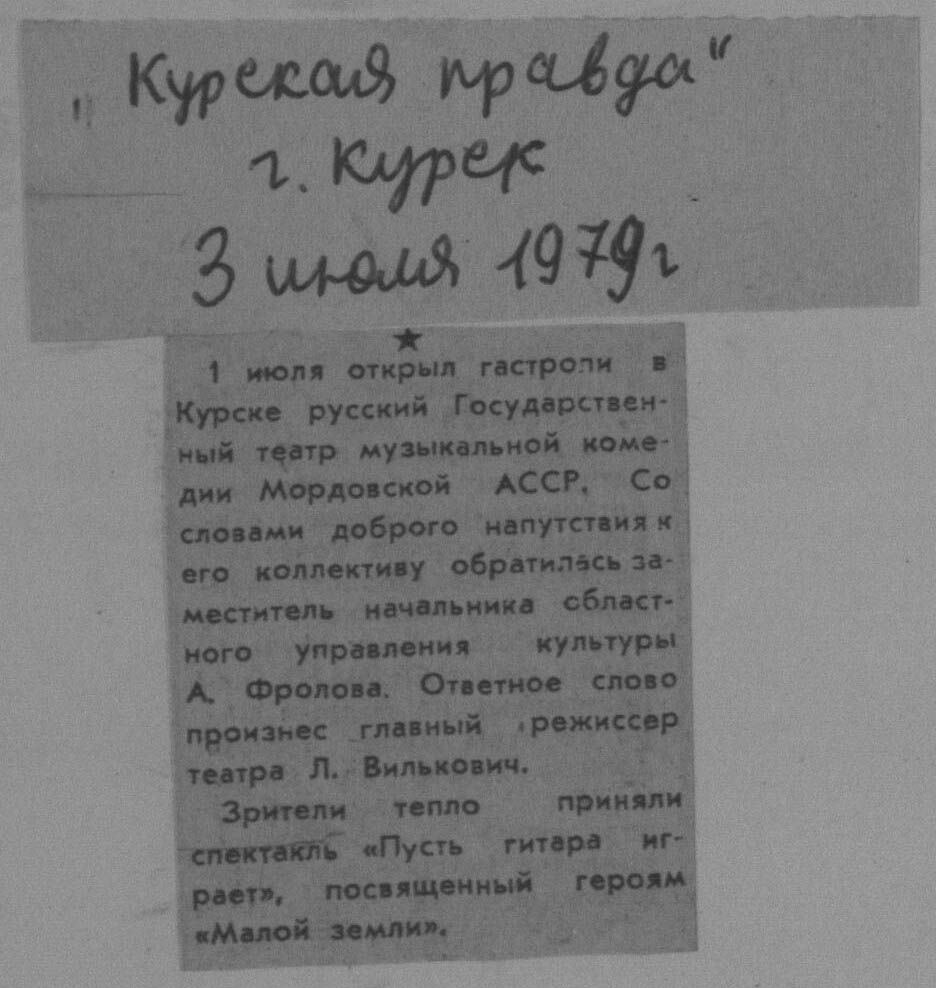 „Курская правда"
г. Курск
3 июля 1979г
★
1 июля открыл гастроли в
Курске русский Государствен-
ный театр музыкальной коме-
дии Мордовской АССР. Со
словами доброго напутствия к
его коллективу обратилась за-
меститель начальника област-
ного управления культуры
А. Фролова. Ответное слово
произнес главный режиссер
театра Л. Вилькович.
Зрители тепло приняли
спектакль «Пусть гитара иг-
рает», посвященный героям
«Малой земли».